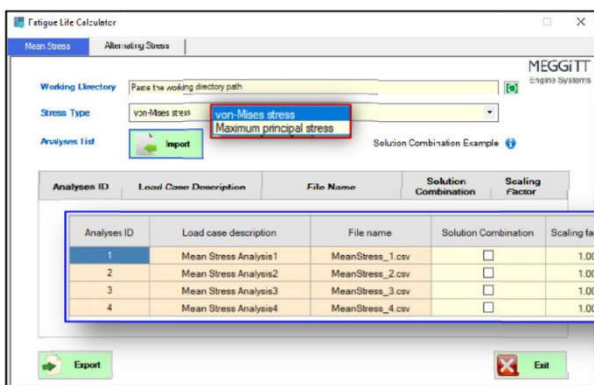 Fatigue Life Calculator
Mean Stress Alternating Stress
MEGGiTT
Engine Systems
Working Directory Paste the working directory path
Stress Type von-Mises stress
von-Mises stress
Maximum principal stress
Analyses List Import Solution Combination Example
Analyses ID Load Case Description File Name Solution Combination Scaling Factor
Analyses ID Load case description File name Solution Combination Scaling fa
1 Mean Stress Analysis1 MeanStress_1.csv 1.00
2 Mean Stress Analysis2 MeanStress_2.csv 1.00
3 Mean Stress Analysis3 MeanStress_3.csv 1.00
4 Mean Stress Analysis4 MeanStress_4.csv 1.00
Export Exit